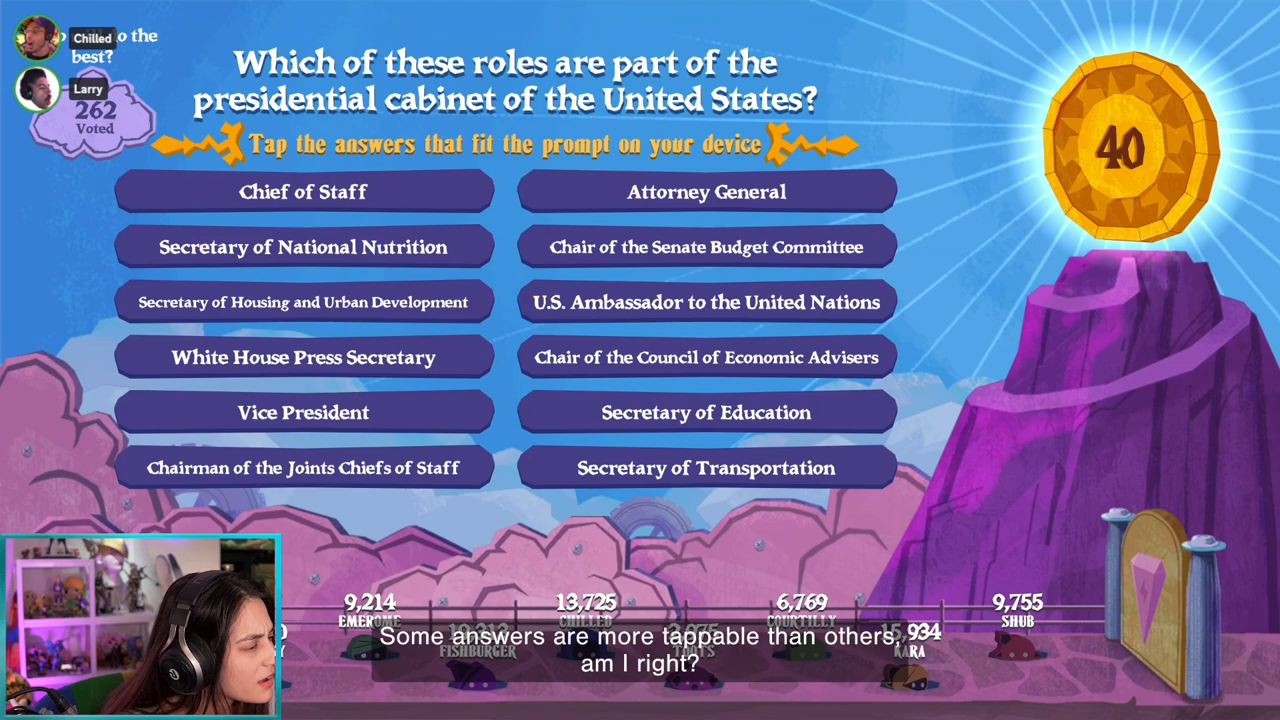 Chilled
to the
best?
Larry
262
Voted
Which of these roles are part of the
presidential cabinet of the United States?
Tap the answers that fit the prompt on your device
40
Chief of Staff
Attorney General
Secretary of National Nutrition
Chair of the Senate Budget Committee
Secretary of Housing and Urban Development
U.S. Ambassador to the United Nations
White House Press Secretary
Chair of the Council of Economic Advisers
Vice President
Secretary of Education
Chairman of the Joints Chiefs of Staff
Secretary of Transportation
9,214
EMEROME
13,725
CHILLED
6,769
COURTILLY
9,755
SHUB
FISHBURGER
KARA
Some answers are more tappable than others,
am I right?